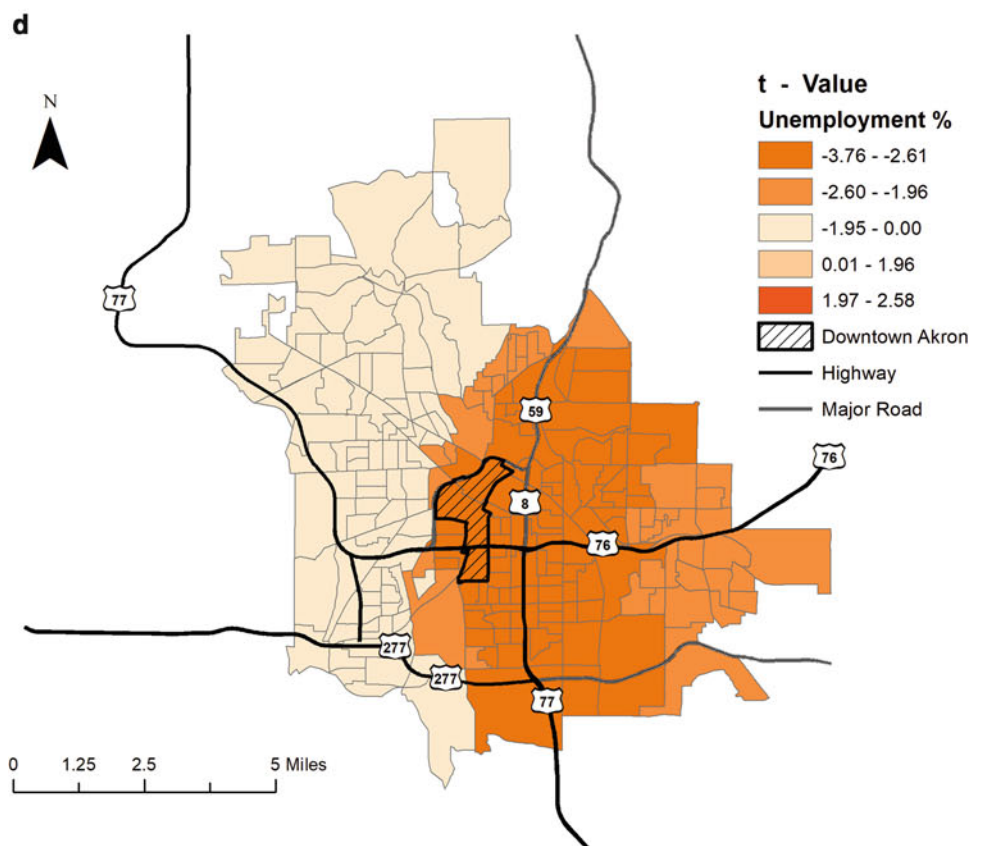 d
N
t - Value
Unemployment %
-3.76 - -2.61
-2.60 - -1.96
-1.95 - 0.00
0.01 - 1.96
1.97 - 2.58
Downtown Akron
Highway
Major Road
77
59
76
8
76
277
277
77
0 1.25 2.5 5 Miles